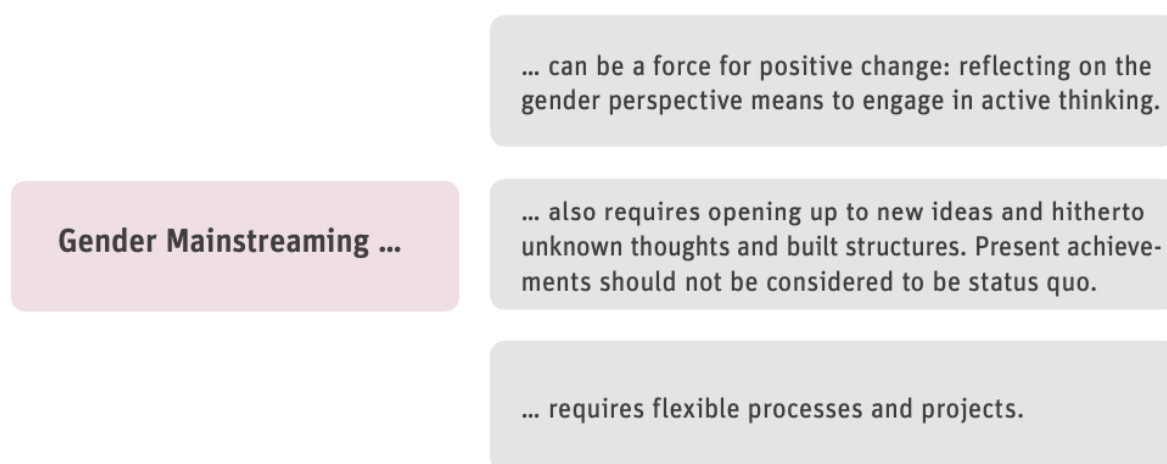 … can be a force for positive change: reflecting on the
gender perspective means to engage in active thinking.
Gender Mainstreaming …
… also requires opening up to new ideas and hitherto
unknown thoughts and built structures. Present achieve-
ments should not be considered to be status quo.
… requires flexible processes and projects.